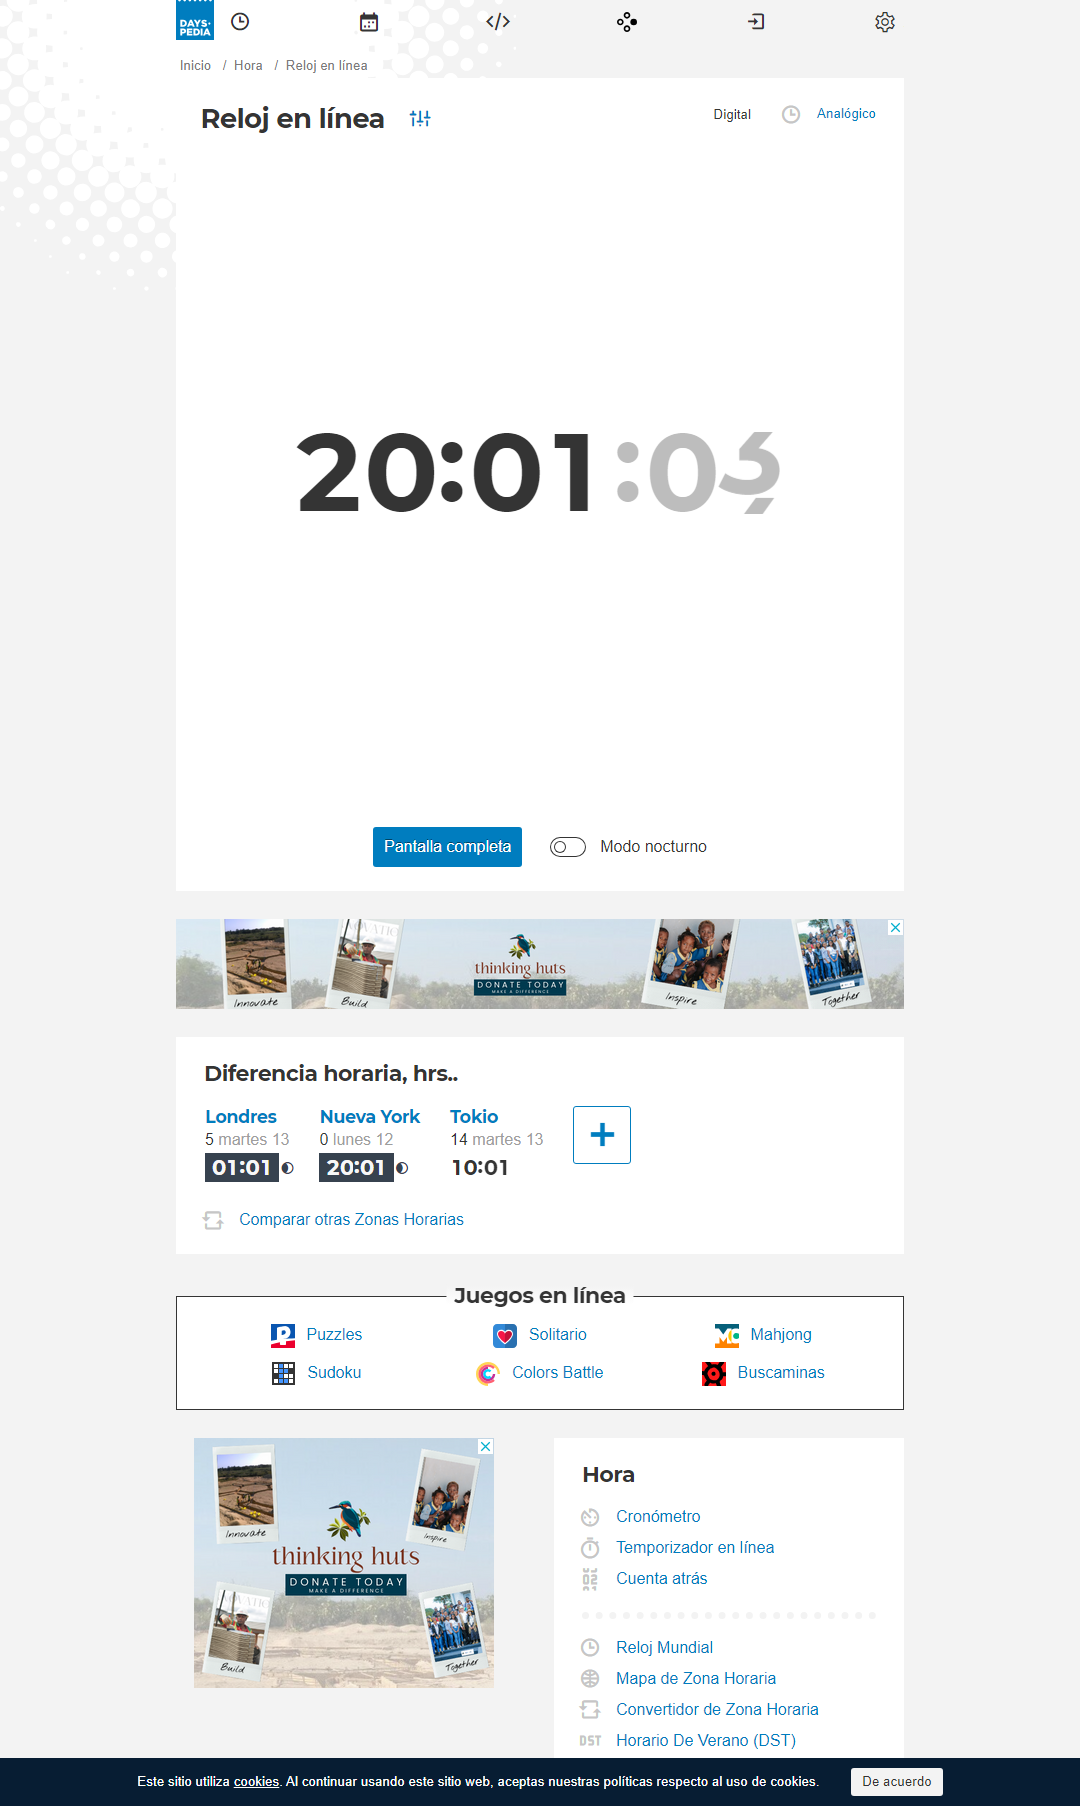 DAYS·
PEDIA
Inicio / Hora / Reloj en línea
Reloj en línea
Digital
Analógico
20:01 :0
Pantalla completa
Modo nocturno
Innovate
Build
thinking huts
DONATE TODAY
MAKE A DIFFERENCE
Inspire
Together
Diferencia horaria, hrs..
Londres
5 martes 13
01:01
Nueva York
0 lunes 12
20:01
Tokio
14 martes 13
10:01
+
Comparar otras Zonas Horarias
Juegos en línea
Puzzles
Solitario
Mahjong
Sudoku
Colors Battle
Buscaminas
Innovate
Inspire
thinking huts
DONATE TODAY
MAKE A DIFFERENCE
Build
Together
Hora
Cronómetro
Temporizador en línea
Cuenta atrás
Reloj Mundial
Mapa de Zona Horaria
Convertidor de Zona Horaria
DST Horario De Verano (DST)
Este sitio utiliza cookies. Al continuar usando este sitio web, aceptas nuestras políticas respecto al uso de cookies.
De acuerdo